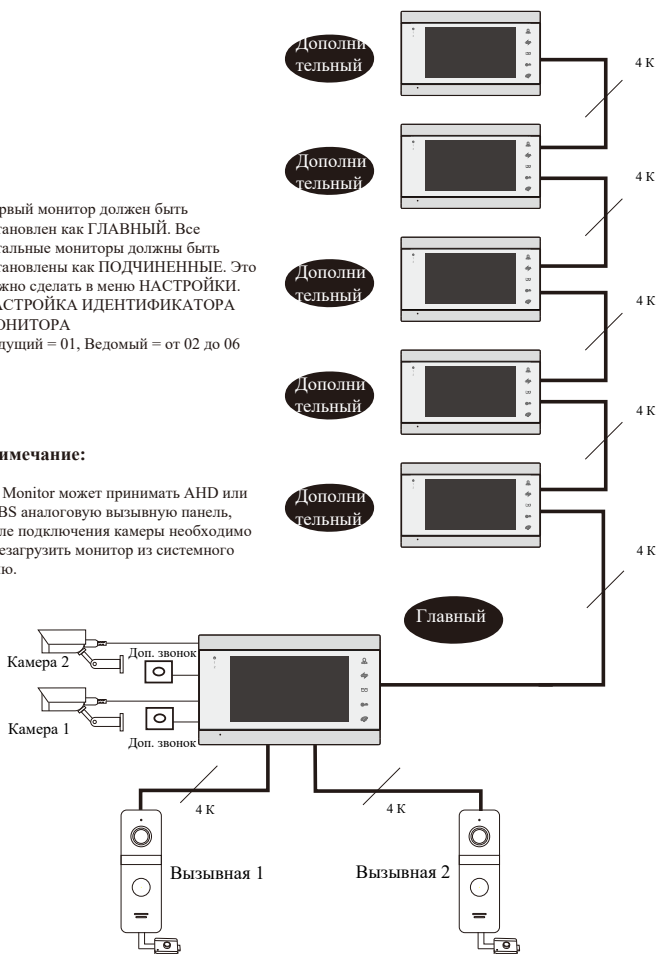 Дополни
тельный
4 К
Дополни
тельный
4 К
рвый монитор должен быть
тановлен как ГЛАВНЫЙ. Все
тальные мониторы должны быть
тановлены как ПОДЧИНЕННЫЕ. Это
жно сделать в меню НАСТРОЙКИ.
АСТРОЙКА ИДЕНТИФИКАТОРА
ОНИТОРА
дущий = 01, Ведомый = от 02 до 06
Дополни
тельный
4 К
Дополни
тельный
4 К
имечание:
Monitor может принимать AHD или
BS аналоговую вызывную панель,
ле подключения камеры необходимо
езагрузить монитор из системного
ю.
Дополни
тельный
4 К
Главный
Камера 2
Доп. звонок
Камера 1
Доп. звонок
4 К
4 К
Вызывная 1
Вызывная 2